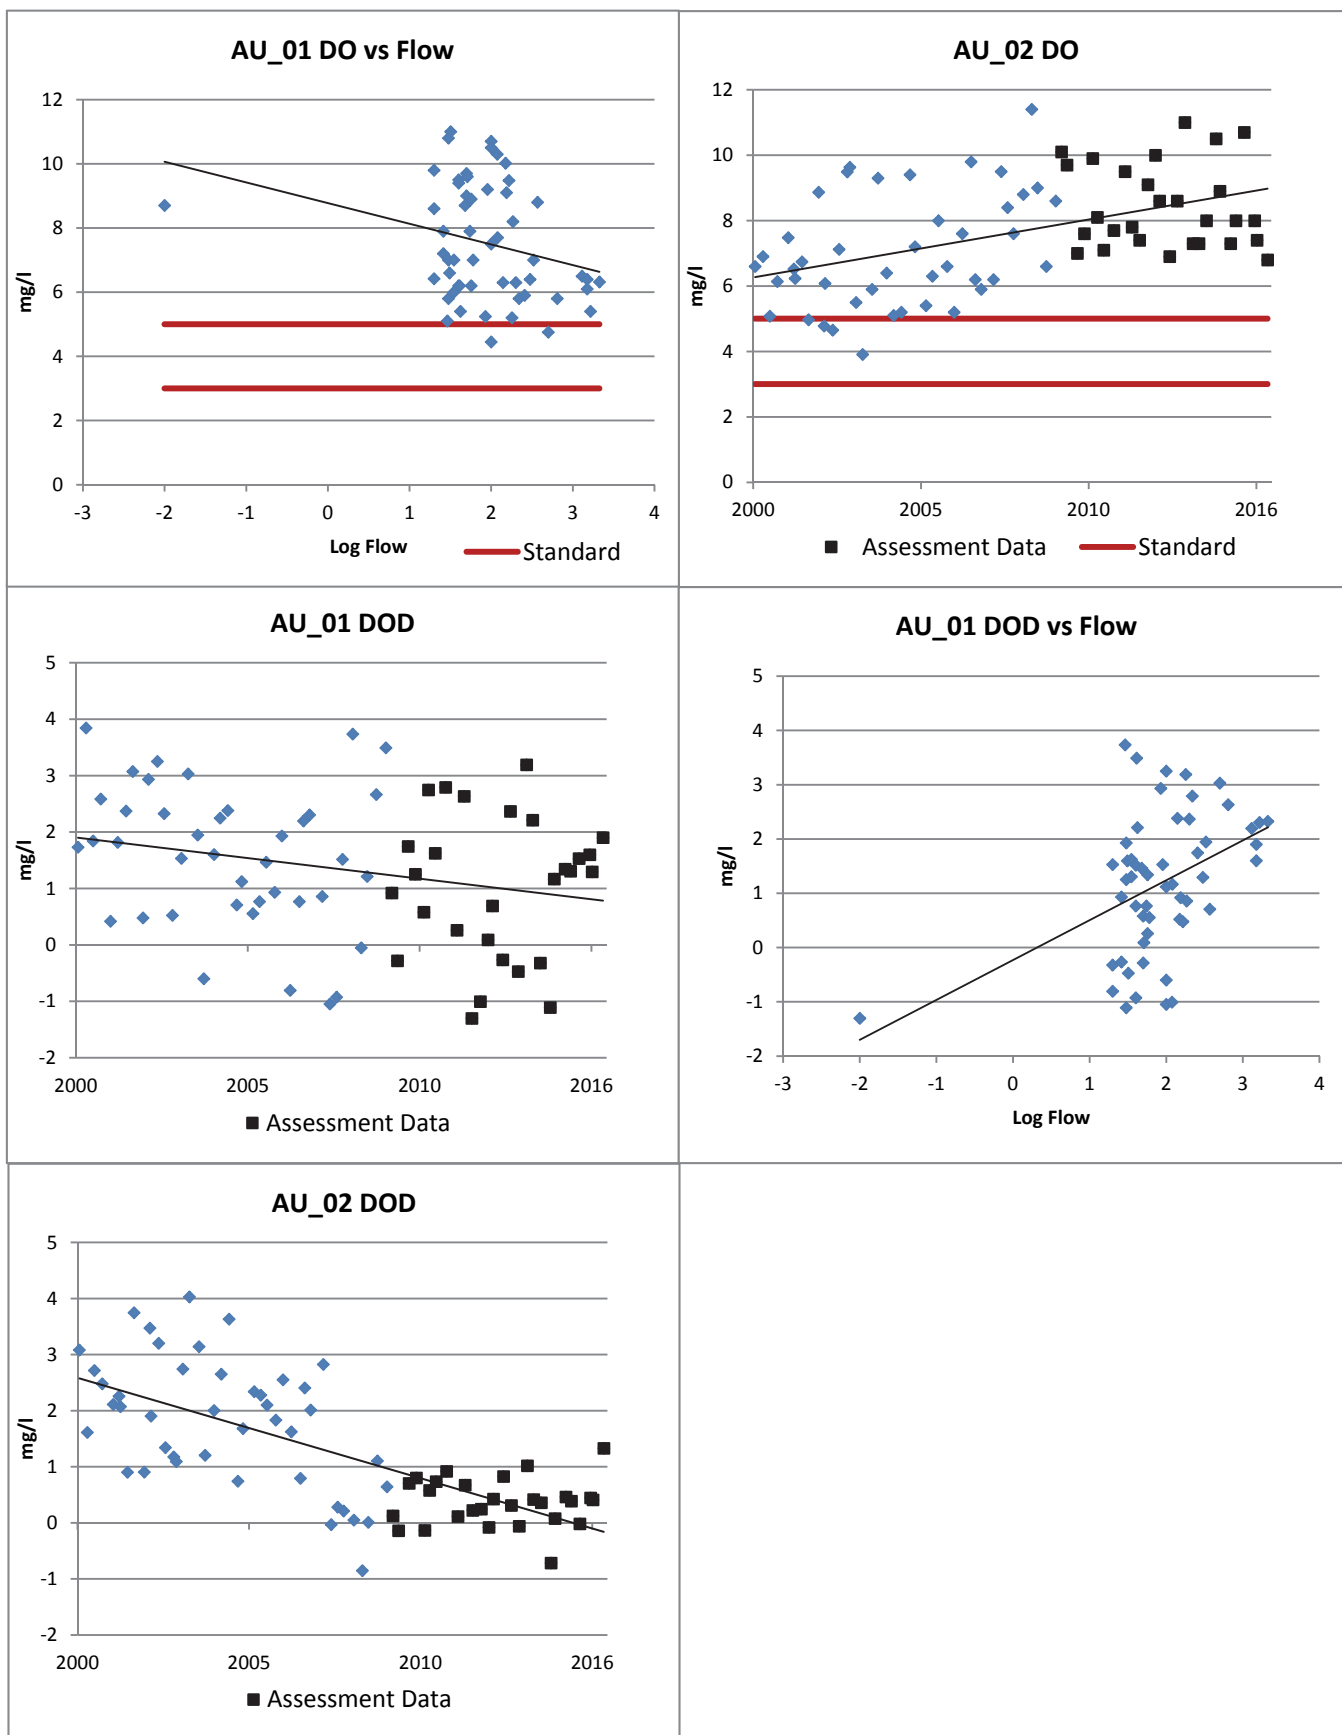 AU_01 DO vs Flow
12
10
8
6
4
2
0
mg/l
-3 -2 -1 0 1 2 3 4
Log Flow
Standard
AU_02 DO
12
10
8
6
4
2
0
mg/l
2000 2005 2010 2016
Assessment Data Standard
AU_01 DOD
5
4
3
2
1
0
-1
-2
mg/l
2000 2005 2010 2016
Assessment Data
AU_01 DOD vs Flow
5
4
3
2
1
0
-1
-2
mg/l
-3 -2 -1 0 1 2 3 4
Log Flow
AU_02 DOD
5
4
3
2
1
0
-1
-2
mg/l
2000 2005 2010 2016
Assessment Data